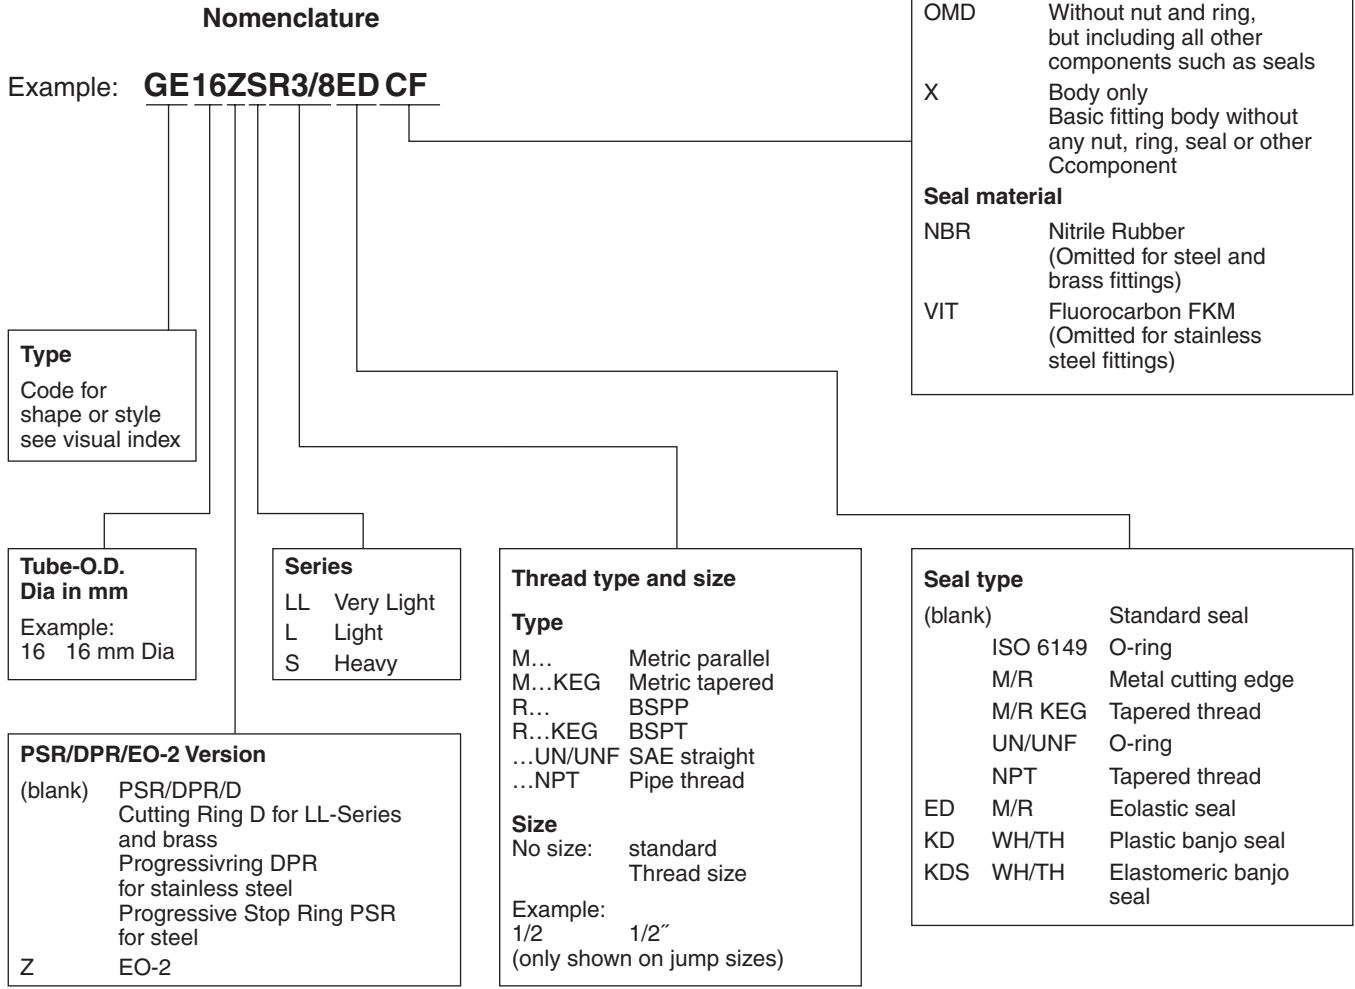 Nomenclature
Example: GE16ZSR3/8ED CF
OMD Without nut and ring,
but including all other
components such as seals
X Body only
Basic fitting body without
any nut, ring, seal or other
Ccomponent
Seal material
NBR Nitrile Rubber
(Omitted for steel and
brass fittings)
VIT Fluorocarbon FKM
(Omitted for stainless
steel fittings)
Type
Code for
shape or style
see visual index
Tube-O.D.
Dia in mm
Example:
16 16 mm Dia
Series
LL Very Light
L Light
S Heavy
PSR/DPR/EO-2 Version
(blank) PSR/DPR/D
Cutting Ring D for LL-Series
and brass
Progressivring DPR
for stainless steel
Progressive Stop Ring PSR
for steel
Z EO-2
Thread type and size
Type
M… Metric parallel
M…KEG Metric tapered
R… BSPP
R…KEG BSPT
…UN/UNF SAE straight
…NPT Pipe thread
Size
No size: standard
Thread size
Example:
1/2 1/2″
(only shown on jump sizes)
Seal type
(blank) Standard seal
ISO 6149 O-ring
M/R Metal cutting edge
M/R KEG Tapered thread
UN/UNF O-ring
NPT Tapered thread
ED M/R Eolastic seal
KD WH/TH Plastic banjo seal
KDS WH/TH Elastomeric banjo
seal